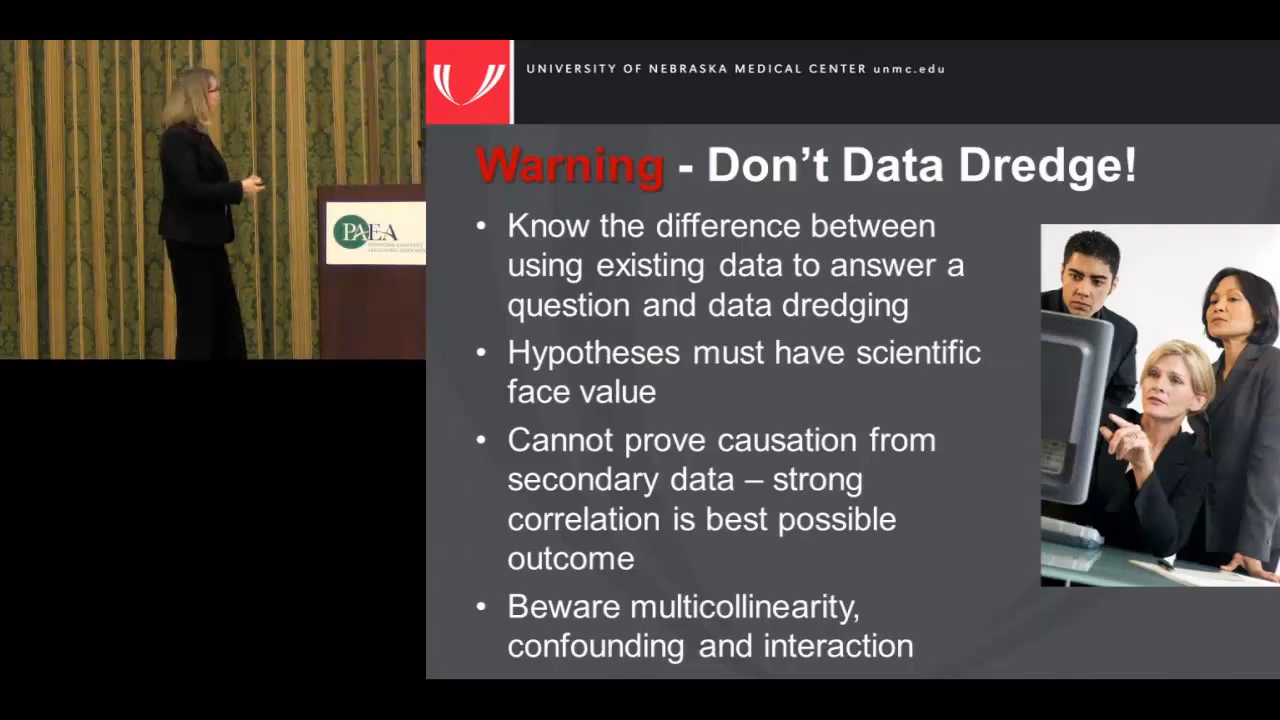 UNIVERSITY OF NEBRASKA MEDICAL CENTER unmc.edu
Warning - Don't Data Dredge!
• Know the difference between
using existing data to answer a
question and data dredging
• Hypotheses must have scientific
face value
• Cannot prove causation from
secondary data – strong
correlation is best possible
outcome
• Beware multicollinearity,
confounding and interaction
PAEA